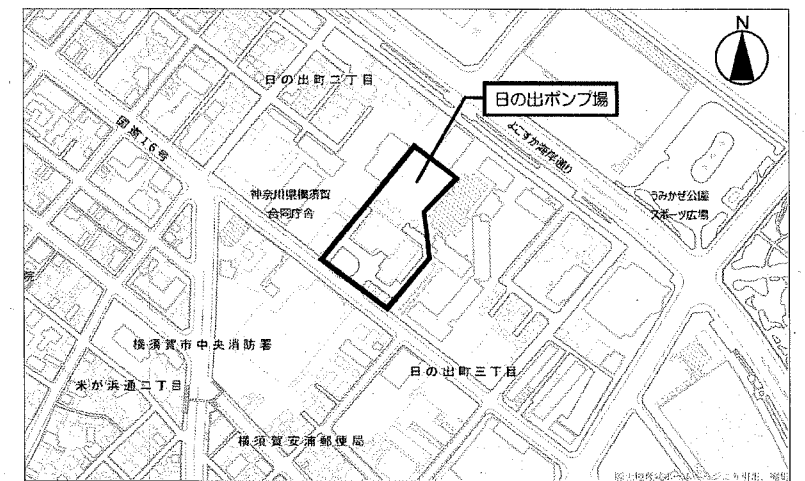 N
日の出町二丁目
日の出ポンプ場
国道16号
よこすか海岸通り
神奈川県横須賀
合同庁舎
うみかぜ公園
スポーツ広場
院
横須賀市中央消防署
日の出町三丁目
米が浜通二丁目
横須賀安浦郵便局